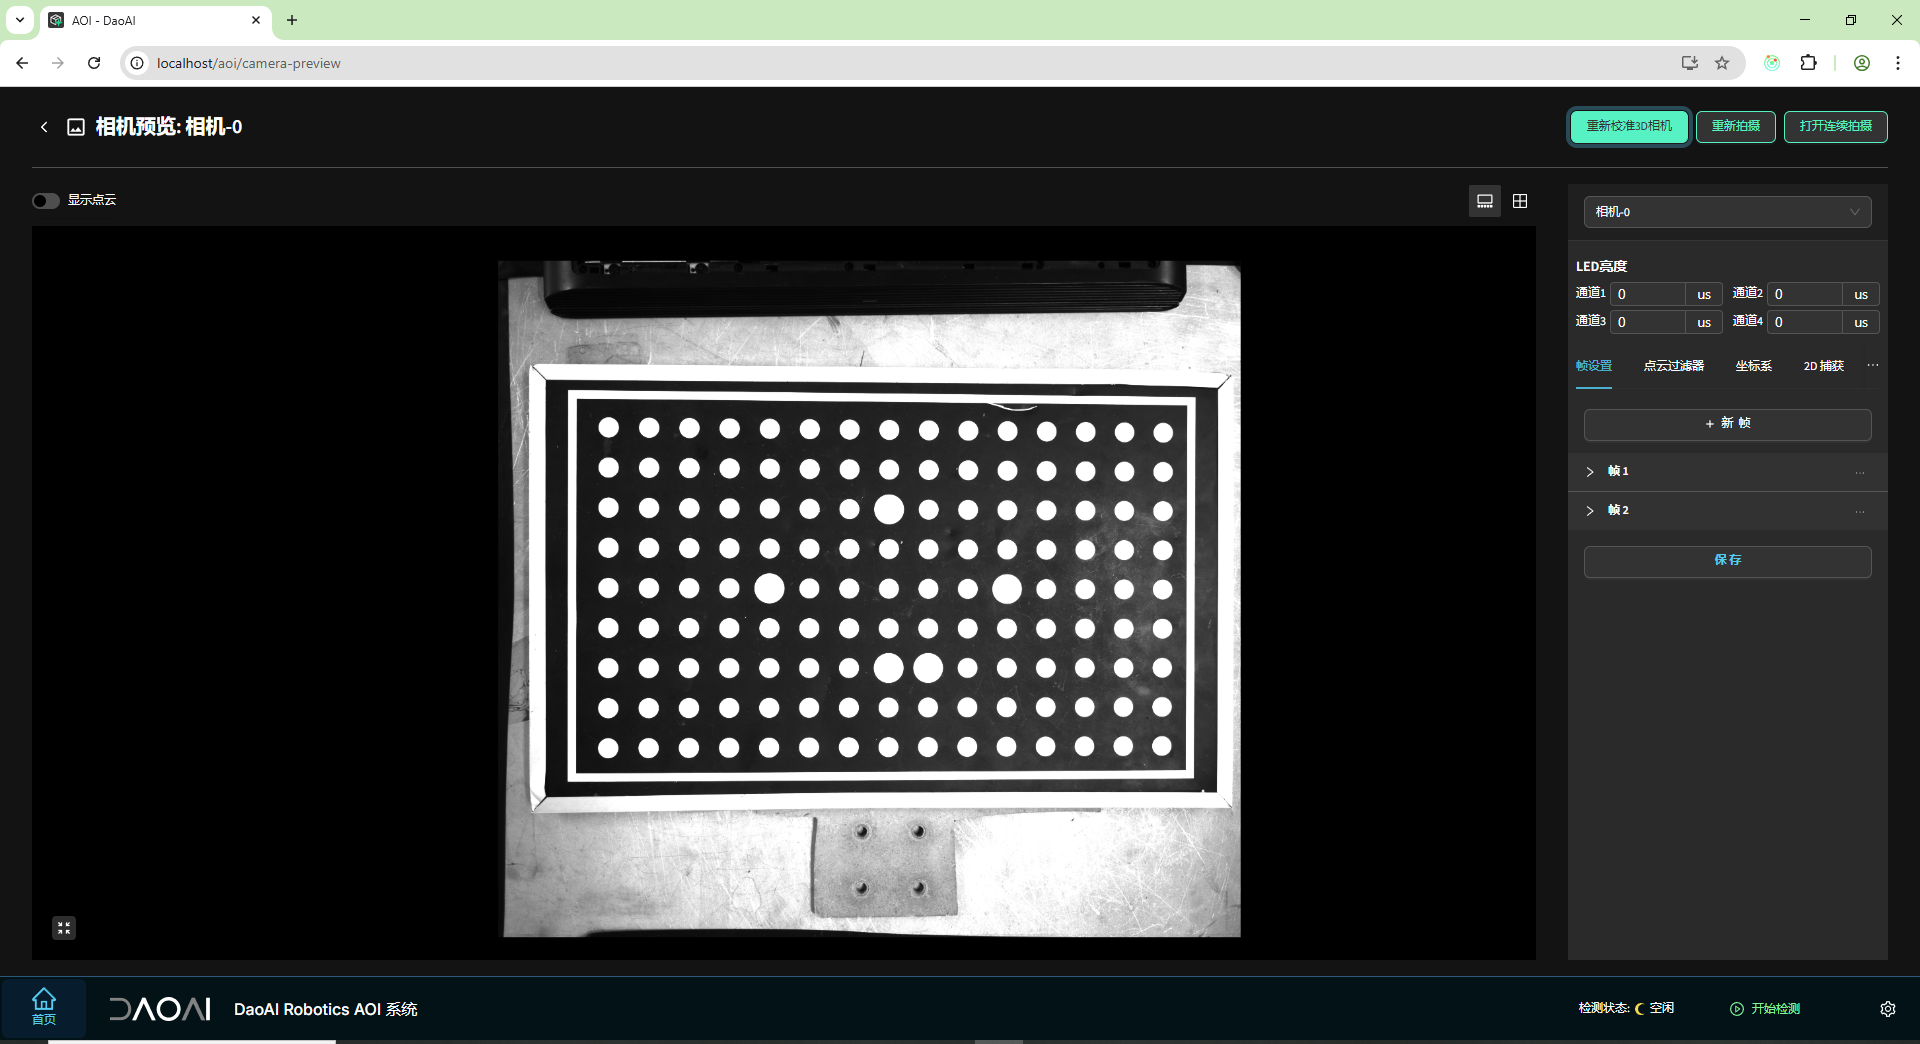 AOI - DaoAI
localhost/aoi/camera-preview
相机预览: 相机-0
重新校准3D相机
重新拍摄
打开连续拍摄
显示点云
相机-0
LED亮度
通道1 0 us 通道2 0 us
通道3 0 us 通道4 0 us
帧设置 点云过滤器 坐标系 2D 捕获 ...
+ 新 帧
帧 1 ...
帧 2 ...
保存
首页
DAOAI
DaoAI Robotics AOI 系统
检测状态: 空闲
开始检测